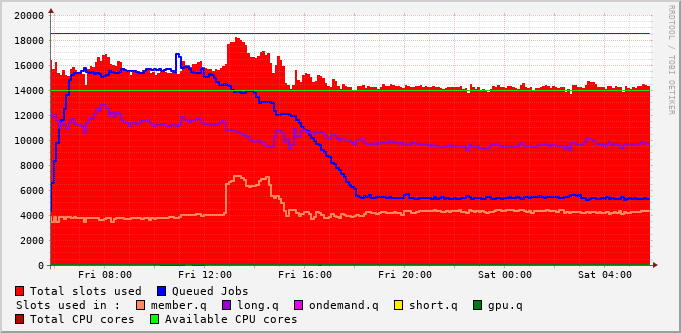 20000
18000
16000
14000
12000
10000
8000
6000
4000
2000
0
Fri 08:00 Fri 12:00 Fri 16:00 Fri 20:00 Sat 00:00 Sat 04:00
Total slots used Queued Jobs
Slots used in : member.q long.q ondemand.q short.q gpu.q
Total CPU cores Available CPU cores
RRDTOOL / TOBI OETIKER